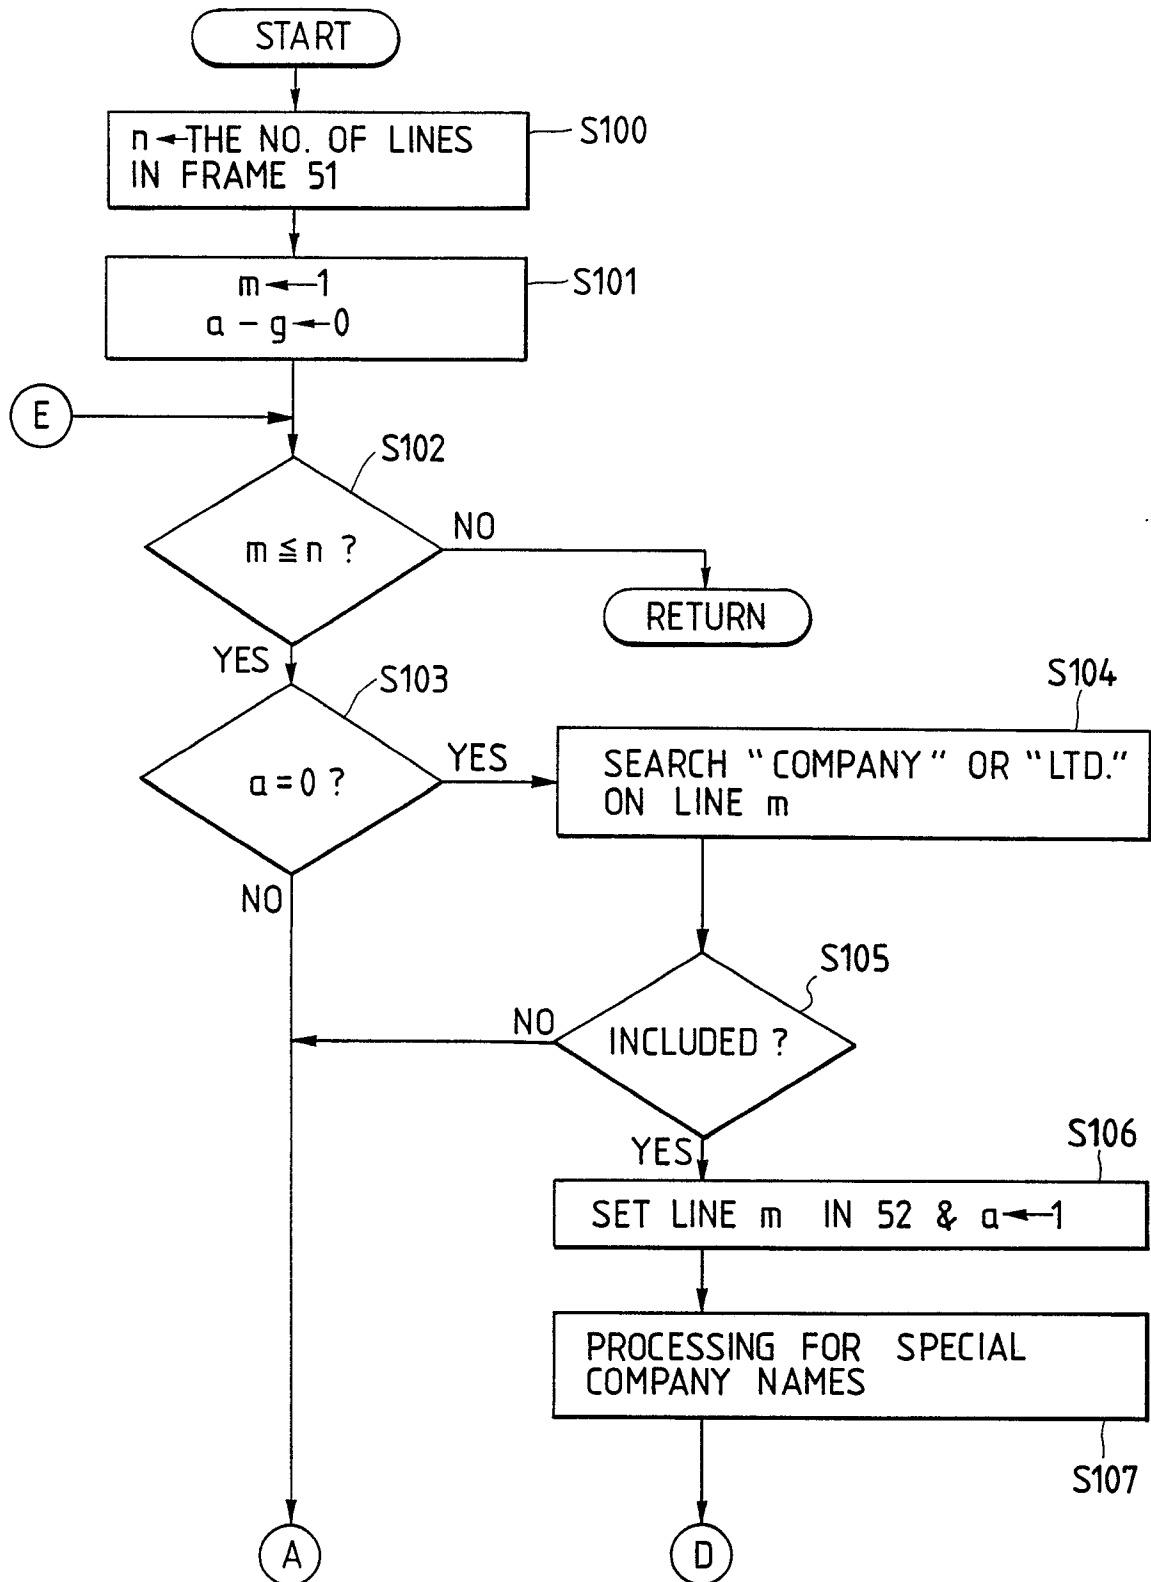 START
n←THE NO. OF LINES
IN FRAME 51
S100
m←1
a – g←0
S101
E
S102
m≦n ?
NO
RETURN
YES
S103
a=0 ?
YES
NO
S104
SEARCH "COMPANY" OR "LTD."
ON LINE m
S105
INCLUDED ?
NO
YES
S106
SET LINE m IN 52 & a←1
PROCESSING FOR SPECIAL
COMPANY NAMES
S107
A
D